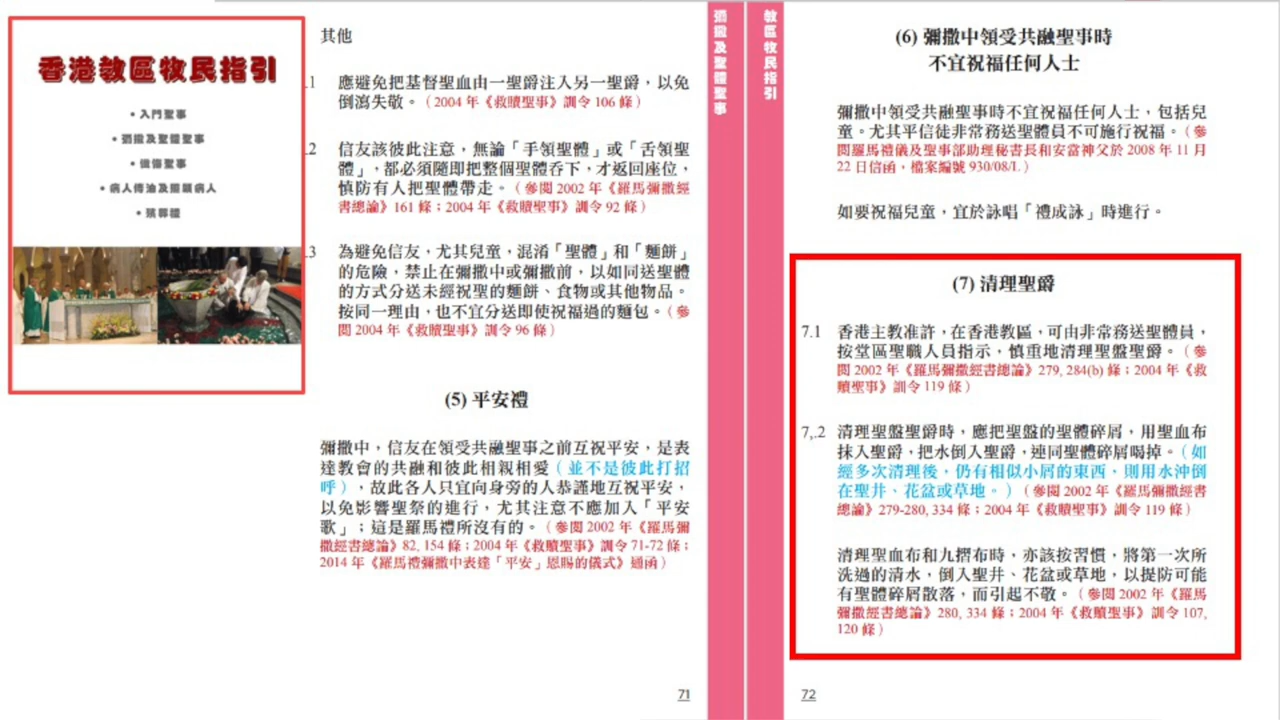 香港教區牧民指引
• 入門聖事
• 彌撒及聖體聖事
• 懺悔聖事
• 病人傅油及照顧病人
• 殯葬禮
其他
.1 應避免把基督聖血由一聖爵注入另一聖爵，以免
倒瀉失敬。（2004 年《救贖聖事》訓令 106 條）
.2 信友該彼此注意，無論「手領聖體」或「舌領聖
體」，都必須隨即把整個聖體吞下，才返回座位，
慎防有人把聖體帶走。（參閱 2002 年《羅馬彌撒經
書總論》161 條；2004 年《救贖聖事》訓令 92 條）
.3 為避免信友，尤其兒童，混淆「聖體」和「麵餅」
的危險，禁止在彌撒中或彌撒前，以如同送聖體
的方式分送未經祝聖的麵餅、食物或其他物品。
按同一理由，也不宜分送即使祝福過的麵包。（參
閱 2004 年《救贖聖事》訓令 96 條）
(5) 平安禮
彌撒中，信友在領受共融聖事之前互祝平安，是表
達教會的共融和彼此相親相愛（並不是彼此打招
呼），故此各人只宜向身旁的人恭謹地互祝平安，
以免影響聖祭的進行，尤其注意不應加入「平安
歌」；這是羅馬禮所沒有的。（參閱 2002 年《羅馬彌
撒經書總論》82, 154 條；2004 年《救贖聖事》訓令 71-72 條；
2014 年《羅馬禮彌撒中表達「平安」恩賜的儀式》通函）
71
彌撒及聖體聖事
教區牧民指引
(6) 彌撒中領受共融聖事時
不宜祝福任何人士
彌撒中領受共融聖事時不宜祝福任何人士，包括兒
童。尤其平信徒非常務送聖體員不可施行祝福。（參
閱羅馬禮儀及聖事部助理秘書長和安當神父於 2008 年 11 月
22 日信函，檔案編號 930/08/L）
如要祝福兒童，宜於詠唱「禮成詠」時進行。
(7) 清理聖爵
7.1 香港主教准許，在香港教區，可由非常務送聖體員，
按堂區聖職人員指示，慎重地清理聖盤聖爵。（參
閱 2002 年《羅馬彌撒經書總論》279, 284(b) 條；2004 年《救
贖聖事》訓令 119 條）
7,.2 清理聖盤聖爵時，應把聖盤的聖體碎屑，用聖血布
抹入聖爵，把水倒入聖爵，連同聖體碎屑喝掉。（如
經多次清理後，仍有相似小屑的東西，則用水沖倒
在聖井、花盆或草地。）（參閱 2002 年《羅馬彌撒經書
總論》279-280, 334 條；2004 年《救贖聖事》訓令 119 條）
清理聖血布和九摺布時，亦該按習慣，將第一次所
洗過的清水，倒入聖井、花盆或草地，以提防可能
有聖體碎屑散落，而引起不敬。（參閱 2002 年《羅馬
彌撒經書總論》280, 334 條；2004 年《救贖聖事》訓令 107,
120 條）
72